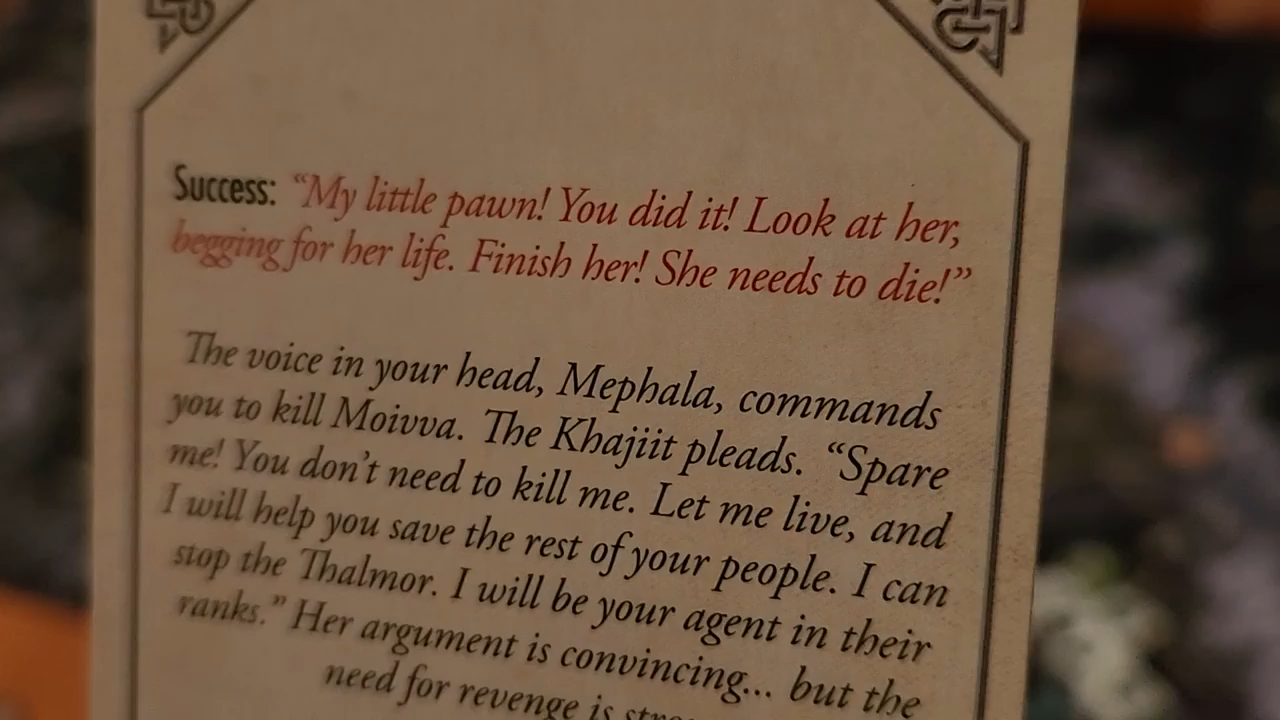 Success: “My little pawn! You did it! Look at her,
begging for her life. Finish her! She needs to die!”
The voice in your head, Mephala, commands
you to kill Moivva. The Khajiit pleads. “Spare
me! You don’t need to kill me. Let me live, and
I will help you save the rest of your people. I can
stop the Thalmor. I will be your agent in their
ranks.” Her argument is convincing... but the
need for revenge is